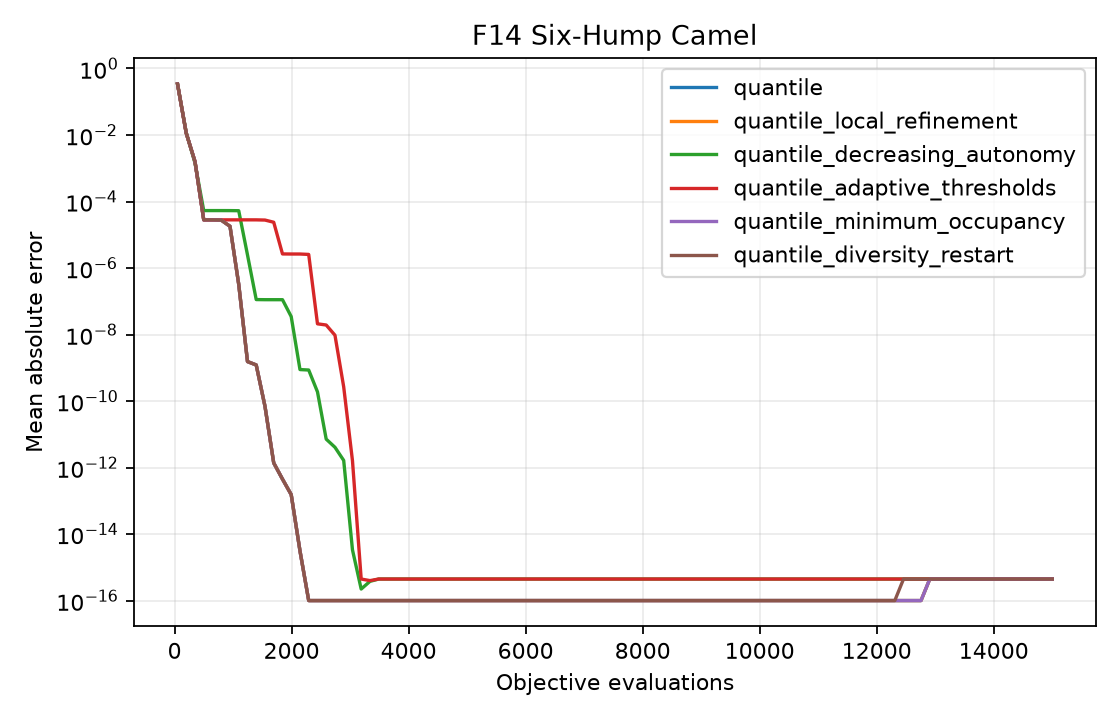 F14 Six-Hump Camel
10⁰
10⁻²
10⁻⁴
10⁻⁶
10⁻⁸
10⁻¹⁰
10⁻¹²
10⁻¹⁴
10⁻¹⁶
Mean absolute error
quantile
quantile_local_refinement
quantile_decreasing_autonomy
quantile_adaptive_thresholds
quantile_minimum_occupancy
quantile_diversity_restart
0 2000 4000 6000 8000 10000 12000 14000
Objective evaluations